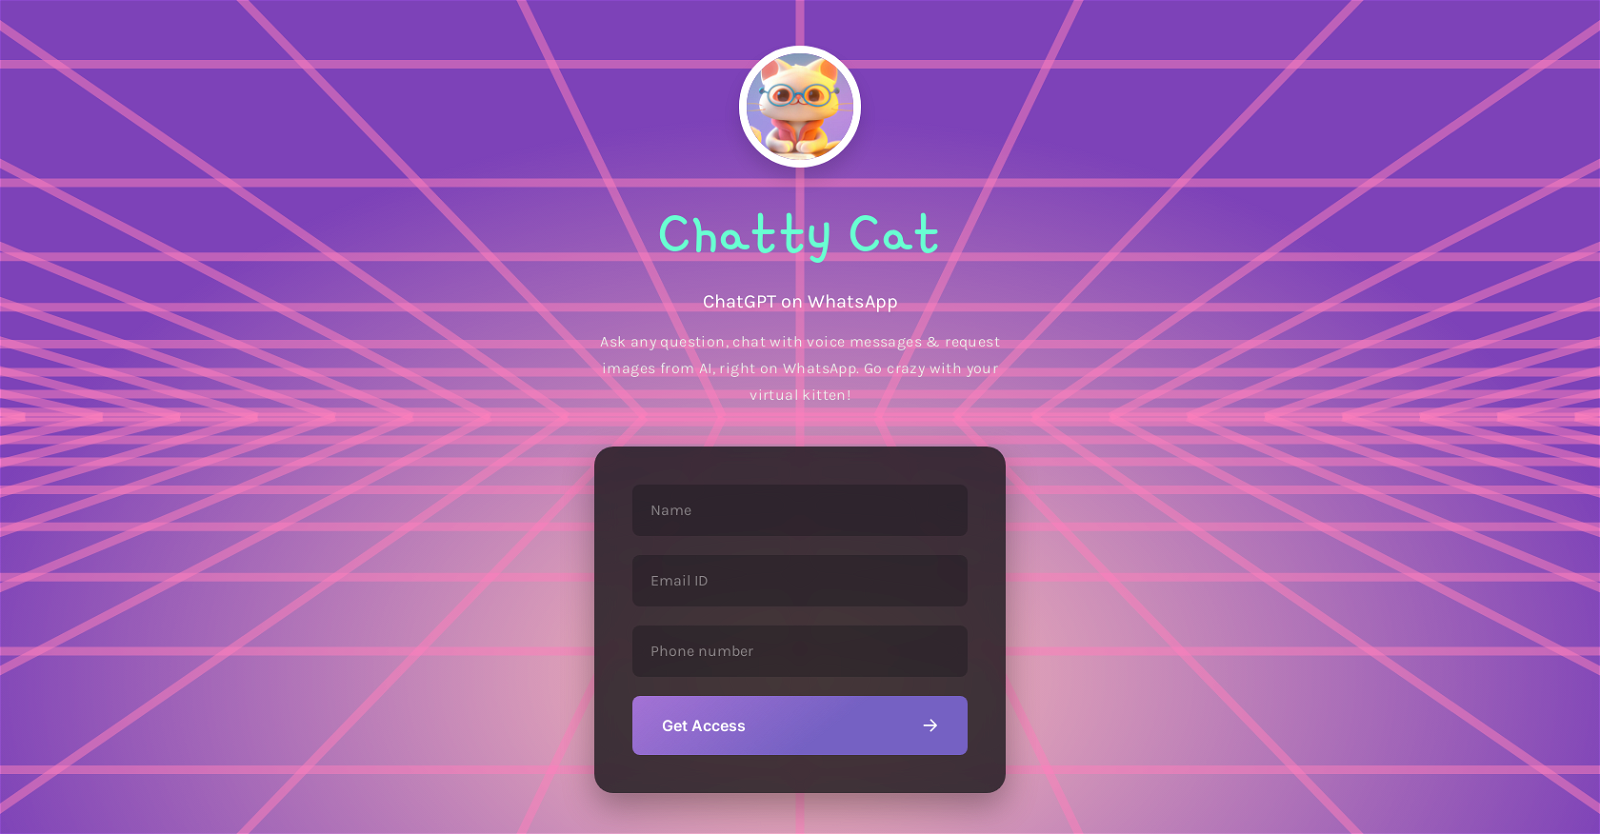 Chatty Cat
ChatGPT on WhatsApp
Ask any question, chat with voice messages & request
images from AI, right on WhatsApp. Go crazy with your
virtual kitten!
Name
Email ID
Phone number
Get Access